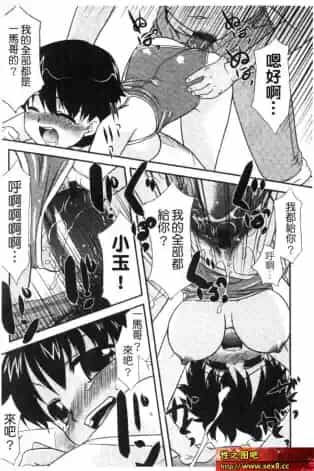 嗯好啊…
我的全部都是
一馬哥的？
我都給你？
呼啊…
我的全部都
給你？
小玉！
呼啊啊啊啊…
一馬哥？
來吧？
來吧？
性之图吧
http://www.sex8.cc